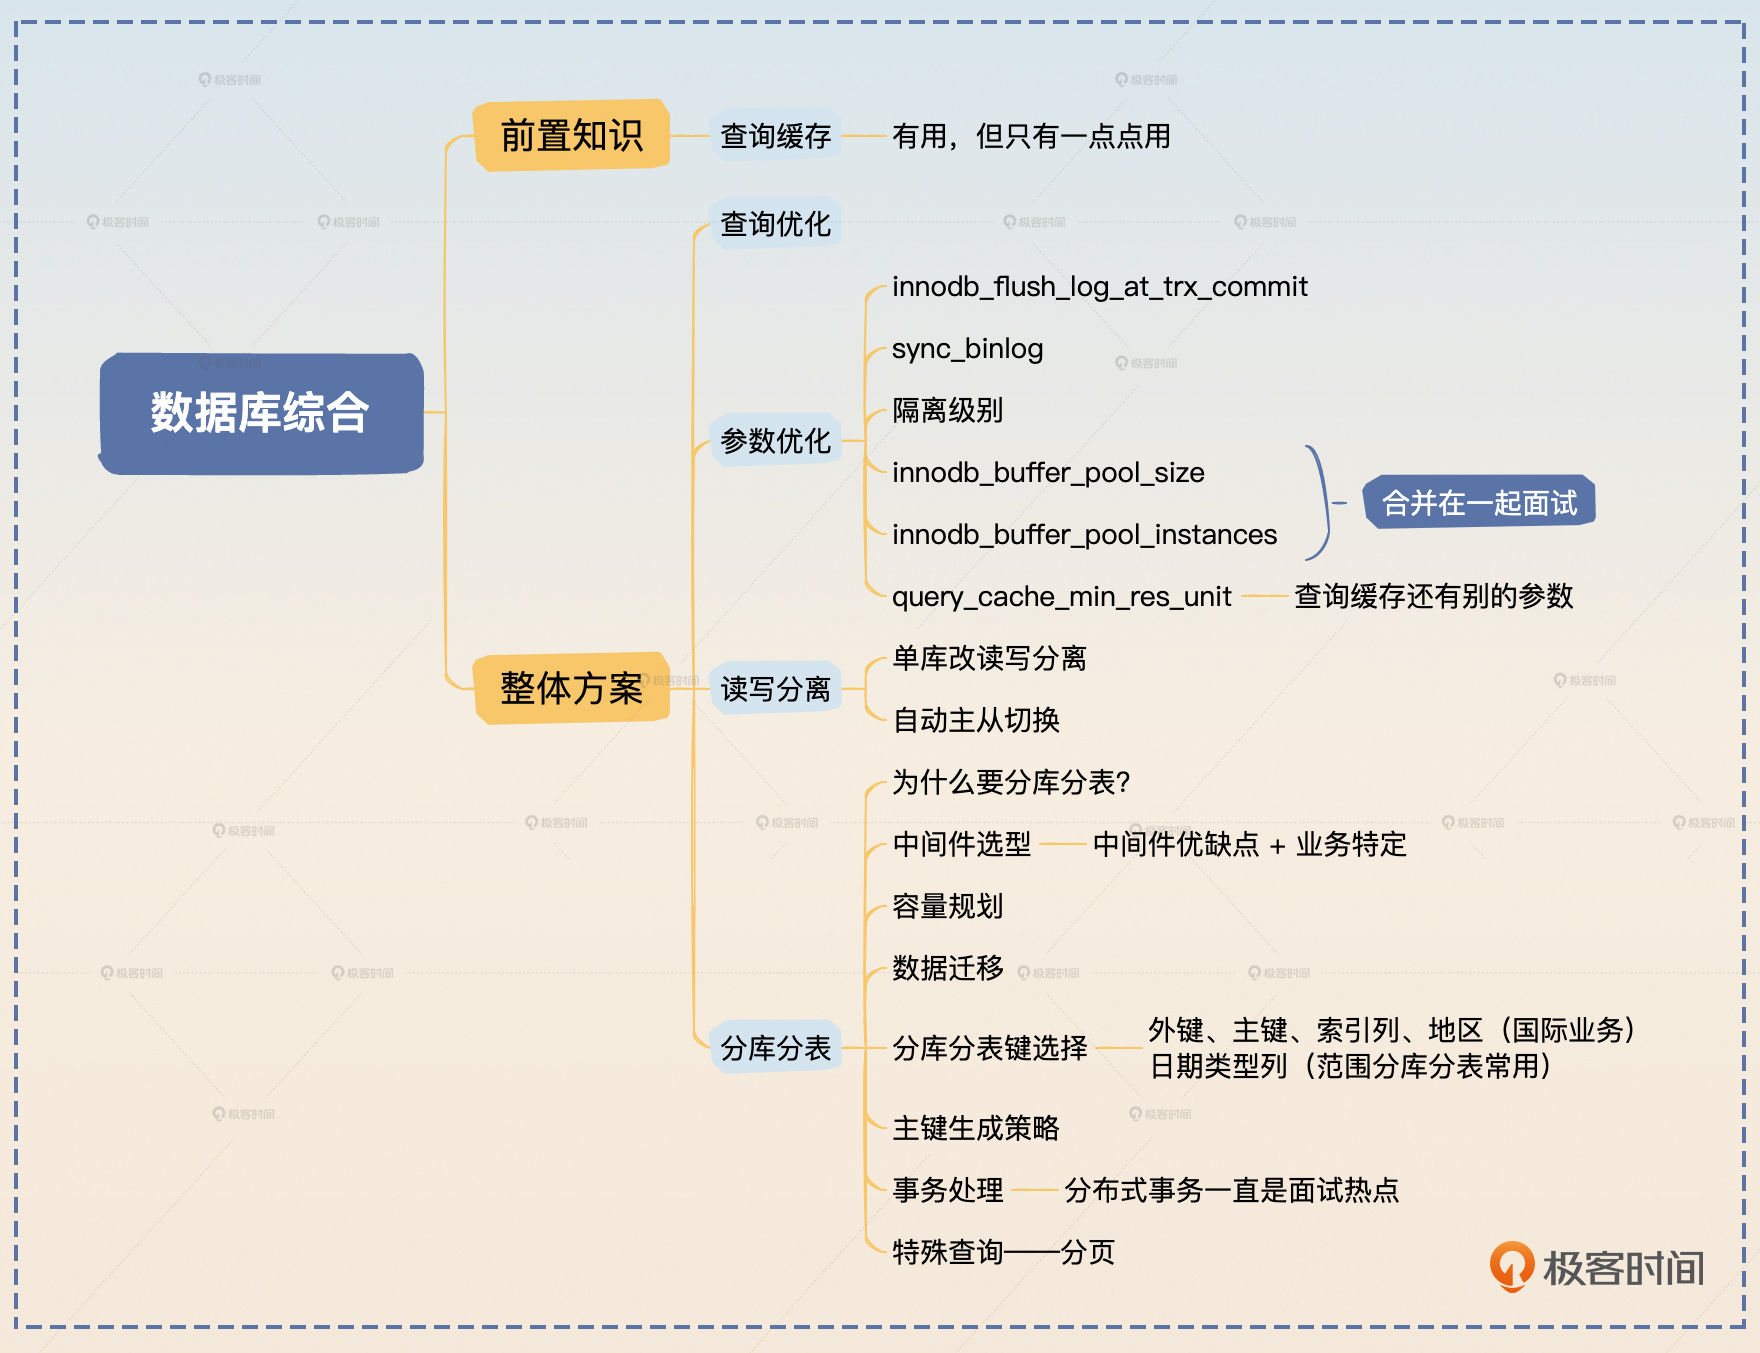 数据库综合
前置知识
查询缓存
有用，但只有一点点用
整体方案
查询优化
参数优化
innodb_flush_log_at_trx_commit
sync_binlog
隔离级别
innodb_buffer_pool_size
innodb_buffer_pool_instances
合并在一起面试
query_cache_min_res_unit
查询缓存还有别的参数
读写分离
单库改读写分离
自动主从切换
分库分表
为什么要分库分表？
中间件选型
中间件优缺点 + 业务特定
容量规划
数据迁移
分库分表键选择
外键、主键、索引列、地区（国际业务）
日期类型列（范围分库分表常用）
主键生成策略
事务处理
分布式事务一直是面试热点
特殊查询——分页
极客时间